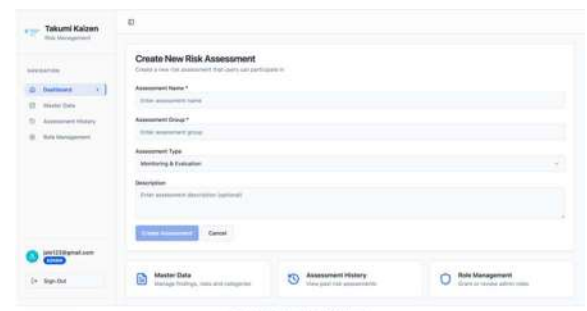 Takumi Kaizen
Risk Management
NAVIGATION
Dashboard
Master Data
Assessment History
Role Management
Sign Out
Create New Risk Assessment
Create a new risk assessment that users can participate in
Assessment Name *
Enter assessment name
Assessment Group *
Enter assessment group
Assessment Type
Monitoring & Evaluation
Description
Enter assessment description (optional)
Create Assessment
Cancel
Master Data
Manage findings, risks and categories
Assessment History
View past risk assessments
Role Management
Grant or revoke admin roles